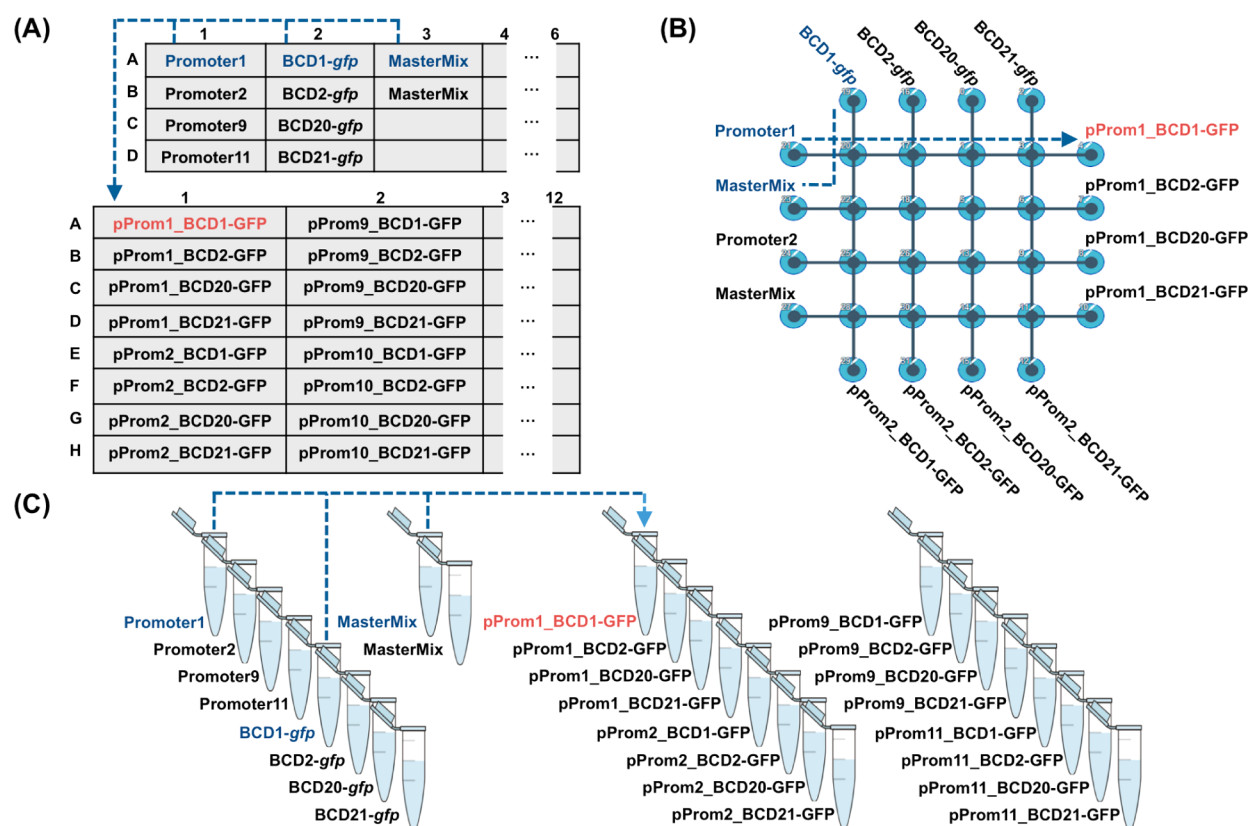 (A)
1 2 3 4 6
A Promoter1 BCD1-gfp MasterMix ...
B Promoter2 BCD2-gfp MasterMix ...
C Promoter9 BCD20-gfp ...
D Promoter11 BCD21-gfp ...
1 2 3 12
A pProm1_BCD1-GFP pProm9_BCD1-GFP ...
B pProm1_BCD2-GFP pProm9_BCD2-GFP ...
C pProm1_BCD20-GFP pProm9_BCD20-GFP ...
D pProm1_BCD21-GFP pProm9_BCD21-GFP ...
E pProm2_BCD1-GFP pProm10_BCD1-GFP ...
F pProm2_BCD2-GFP pProm10_BCD2-GFP ...
G pProm2_BCD20-GFP pProm10_BCD20-GFP ...
H pProm2_BCD21-GFP pProm10_BCD21-GFP ...
(B)
BCD1-gfp
BCD2-gfp
BCD20-gfp
BCD21-gfp
Promoter1
MasterMix
Promoter2
MasterMix
pProm1_BCD1-GFP
pProm1_BCD2-GFP
pProm1_BCD20-GFP
pProm1_BCD21-GFP
pProm2_BCD1-GFP
pProm2_BCD2-GFP
pProm2_BCD20-GFP
pProm2_BCD21-GFP
(C)
Promoter1
Promoter2
Promoter9
Promoter11
BCD1-gfp
BCD2-gfp
BCD20-gfp
BCD21-gfp
MasterMix
MasterMix
pProm1_BCD1-GFP
pProm1_BCD2-GFP
pProm1_BCD20-GFP
pProm1_BCD21-GFP
pProm2_BCD1-GFP
pProm2_BCD2-GFP
pProm2_BCD20-GFP
pProm2_BCD21-GFP
pProm9_BCD1-GFP
pProm9_BCD2-GFP
pProm9_BCD20-GFP
pProm9_BCD21-GFP
pProm11_BCD1-GFP
pProm11_BCD2-GFP
pProm11_BCD20-GFP
pProm11_BCD21-GFP